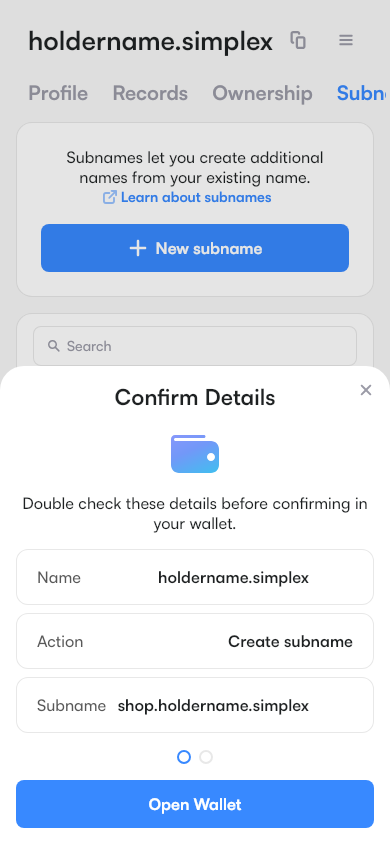 holdername.simplex
Profile Records Ownership Subn
Subnames let you create additional
names from your existing name.
Learn about subnames
New subname
Search
Confirm Details
Double check these details before confirming in
your wallet.
Name holdername.simplex
Action Create subname
Subname shop.holdername.simplex
Open Wallet